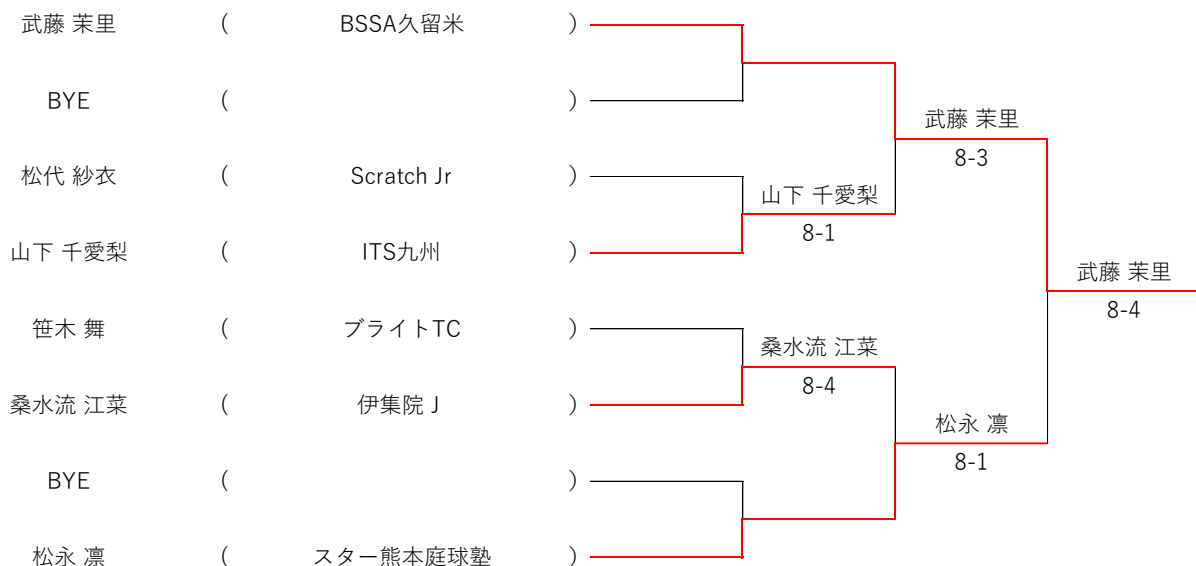 武藤 茉里 ( BSSA久留米 )
BYE ( )
武藤 茉里
8-3
松代 紗衣 ( Scratch Jr )
山下 千愛梨
8-1
山下 千愛梨 ( ITS九州 )
武藤 茉里
8-4
笹木 舞 ( ブライトTC )
桑水流 江菜
8-4
桑水流 江菜 ( 伊集院 J )
松永 凛
8-1
BYE ( )
松永 凛 ( スター熊本庭球塾 )